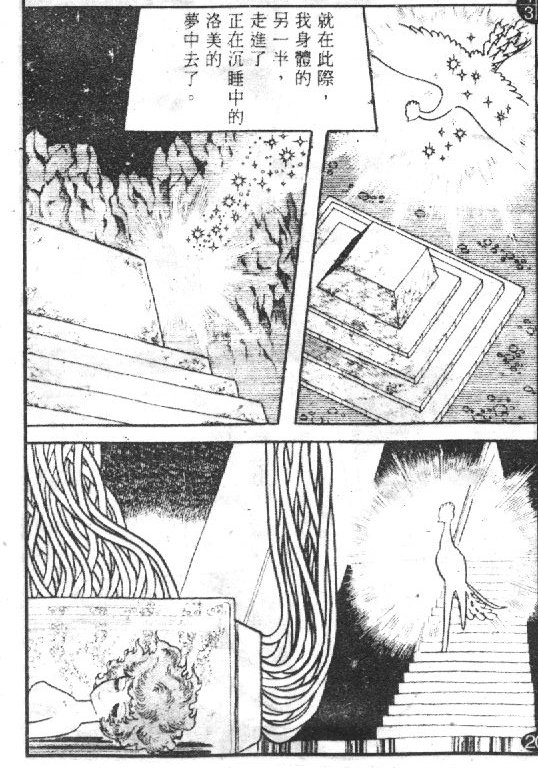 就在此際，
我身體的
另一半，
走進了
正在沉睡中的
洛美的
夢中去了。